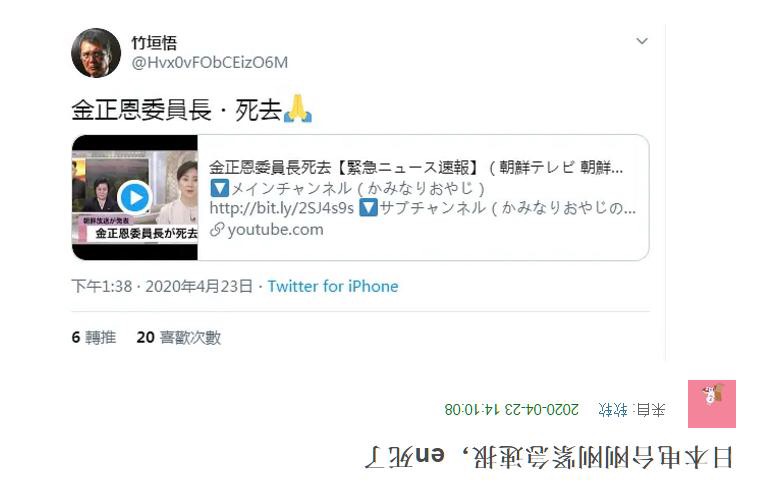 竹垣悟
@Hvx0vFObCEizO6M
金正恩委員長・死去🙏
朝鮮放送が発表
金正恩委員長が死去
金正恩委員長死去【緊急ニュース速報】（朝鮮テレビ 朝鮮...
🔽メインチャンネル（かみなりおやじ）
http://bit.ly/2SJ4s9s 🔽サブチャンネル（かみなりおやじの...
youtube.com
下午1:38 · 2020年4月23日 · Twitter for iPhone
6 轉推 20 喜歡次數
日本电台刚刚紧急速报，en死了
来自: 软软 2020-04-23 14:10:08